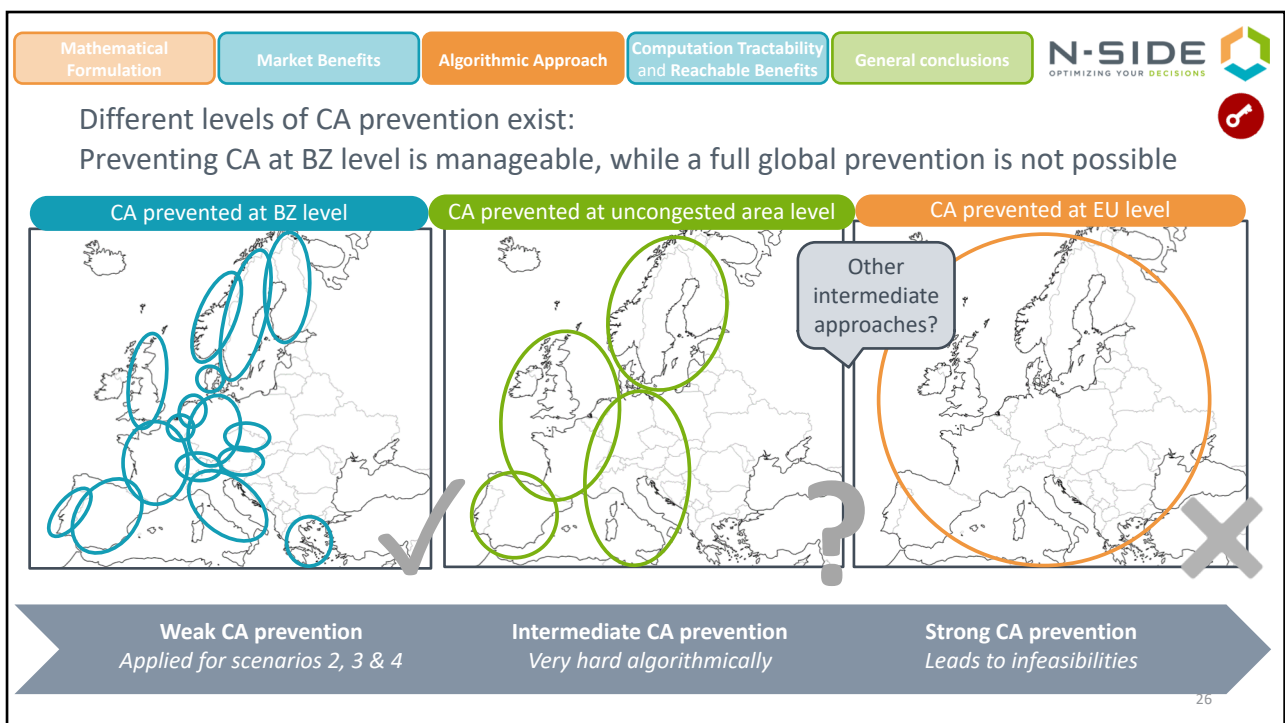 Mathematical
Formulation
Market Benefits
Algorithmic Approach
Computation Tractability
and Reachable Benefits
General conclusions
N-SIDE
OPTIMIZING YOUR DECISIONS
Different levels of CA prevention exist:
Preventing CA at BZ level is manageable, while a full global prevention is not possible
CA prevented at BZ level
CA prevented at uncongested area level
CA prevented at EU level
Other
intermediate
approaches?
?
Weak CA prevention
Applied for scenarios 2, 3 & 4
Intermediate CA prevention
Very hard algorithmically
Strong CA prevention
Leads to infeasibilities
26